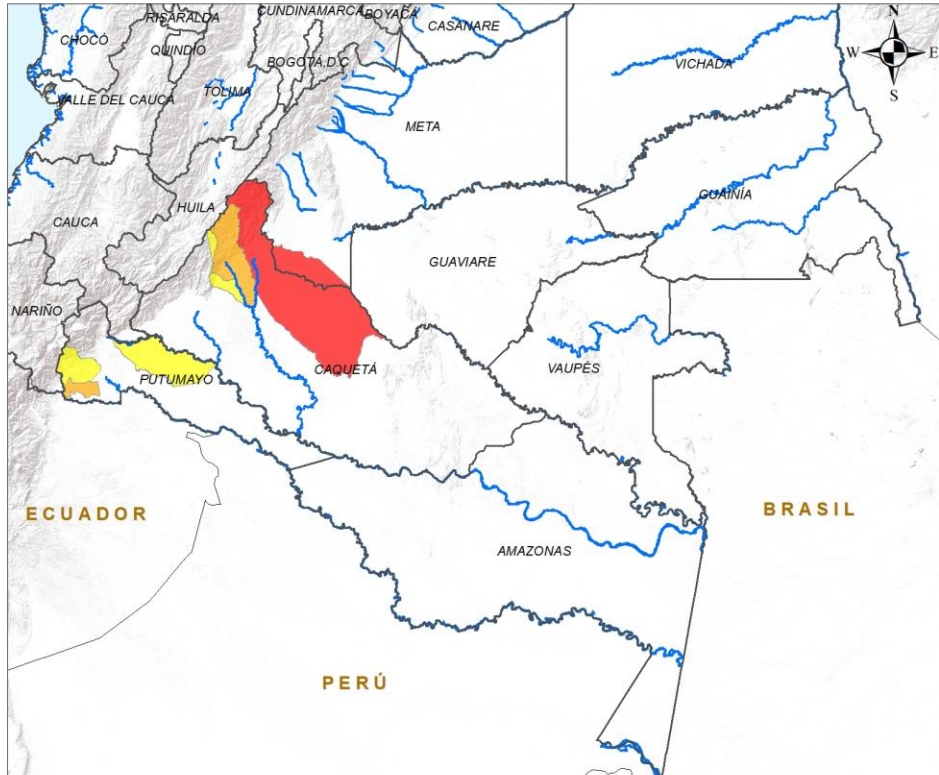 RISARALDA
CUNDINAMARCA
BOYACÁ
CASANARE
N
CHOCÓ
QUINDÍO
BOGOTÁ,D.C
VICHADA
W
E
S
VALLE DEL CAUCA
TOLIMA
META
CAUCA
HUILA
GUAINÍA
GUAVIARE
NARIÑO
CAQUETÁ
VAUPÉS
PUTUMAYO
ECUADOR
BRASIL
AMAZONAS
PERÚ